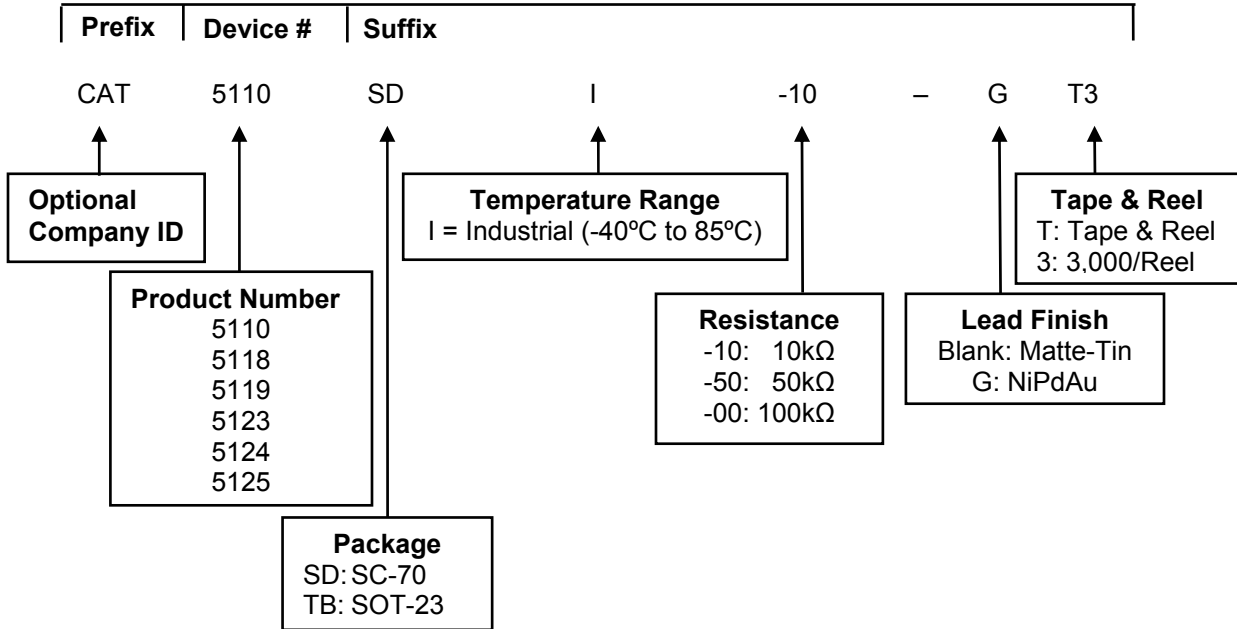 Prefix Device # Suffix
CAT 5110 SD I -10 – G T3
Optional
Company ID
Product Number
5110
5118
5119
5123
5124
5125
Package
SD: SC-70
TB: SOT-23
Temperature Range
I = Industrial (-40ºC to 85ºC)
Resistance
-10: 10kΩ
-50: 50kΩ
-00: 100kΩ
Lead Finish
Blank: Matte-Tin
G: NiPdAu
Tape & Reel
T: Tape & Reel
3: 3,000/Reel